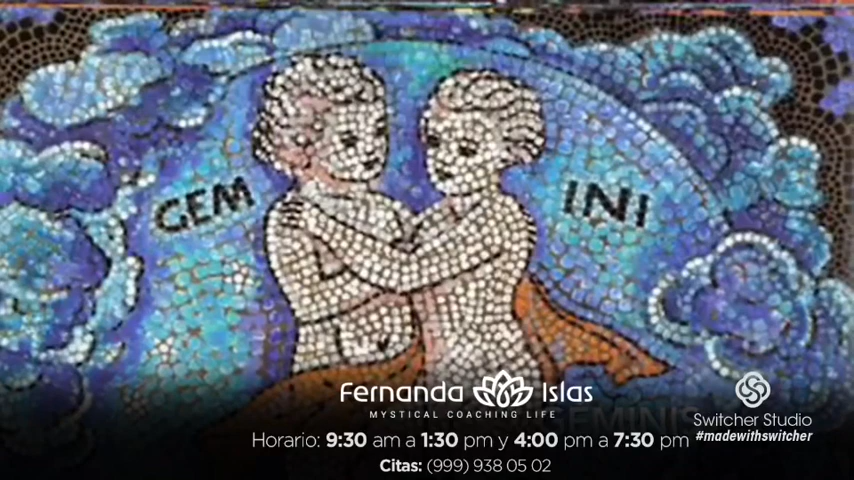 GEM INI
Fernanda Islas
MYSTICAL COACHING LIFE
GEMINIS
Horario: 9:30 am a 1:30 pm y 4:00 pm a 7:30 pm
Citas: (999) 938 05 02
Switcher Studio
#madewithswitcher